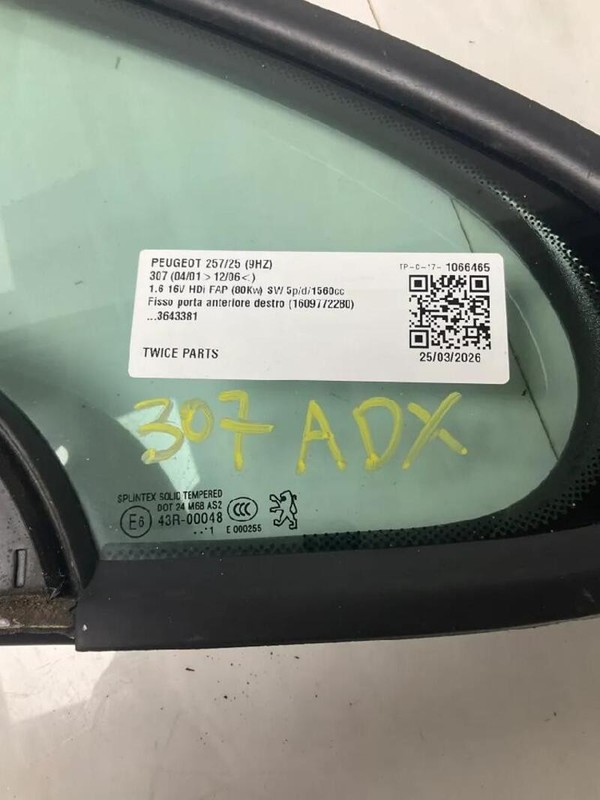 PEUGEOT 257/25 (9HZ)
307 (04/01 > 12/06<)
1.6 16V HDi FAP (80Kw) SW 5p/d/1560cc
Fisso porta anteriore destro (1609772280)
...3643381
TWICE PARTS
TP-C-17- 1066465
25/03/2026
307 ADX
SPLINTEX SOLID TEMPERED
DOT 24 M68 AS2
E6 43R-00048
··1
CCC
E 000255